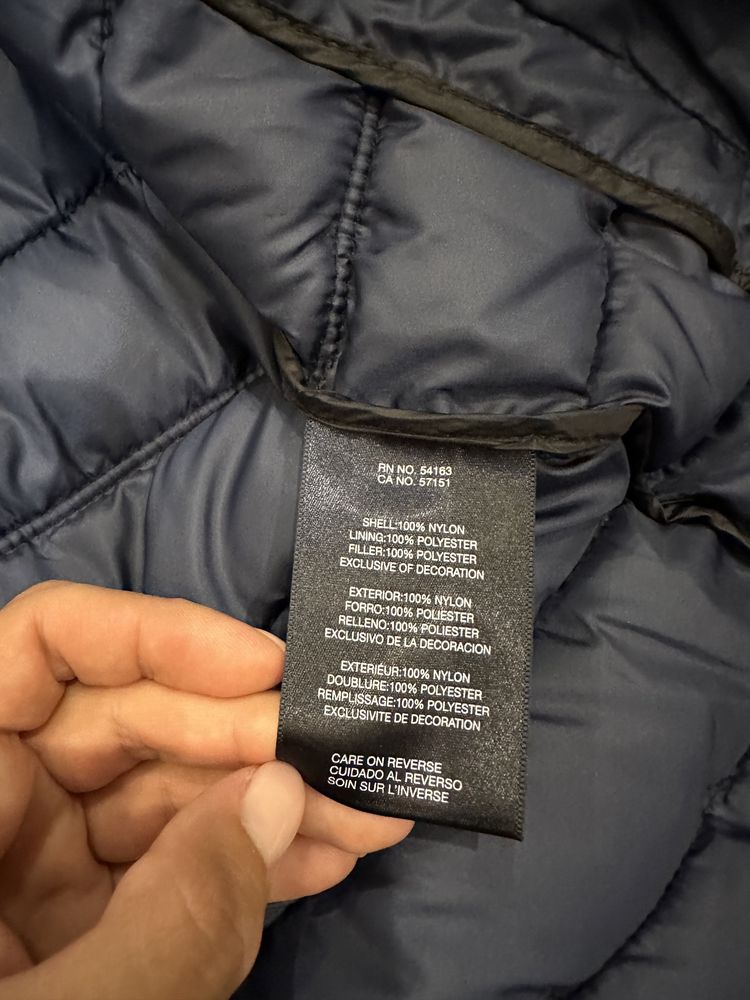 RN NO. 54163
CA NO. 57151
SHELL:100% NYLON
LINING:100% POLYESTER
FILLER:100% POLYESTER
EXCLUSIVE OF DECORATION
EXTERIOR:100% NYLON
FORRO:100% POLIESTER
RELLENO:100% POLIESTER
EXCLUSIVO DE LA DECORACION
EXTERIEUR:100% NYLON
DOUBLURE:100% POLYESTER
REMPLISSAGE:100% POLYESTER
EXCLUSIVITE DE DECORATION
CARE ON REVERSE
CUIDADO AL REVERSO
SOIN SUR L'INVERSE